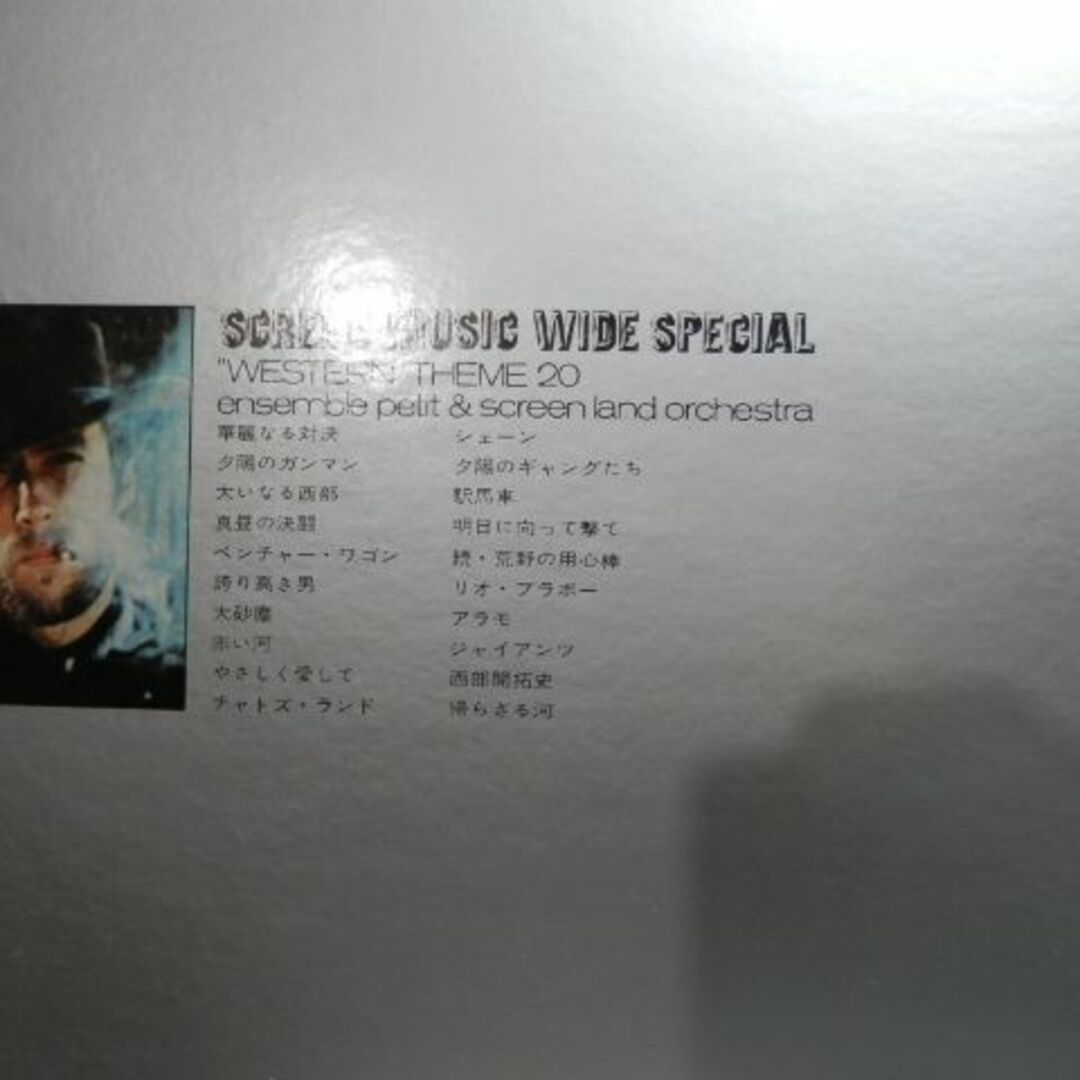 SCREEN MUSIC WIDE SPECIAL
"WESTERN THEME 20
ensemble petit & screen land orchestra
華麗なる対決
夕陽のガンマン
大いなる西部
真昼の決闘
ベンチャー・ワゴン
誇り高き男
大砂塵
赤い河
やさしく愛して
チャトズ・ランド
シェーン
夕陽のギャングたち
駅馬車
明日に向って撃て
続・荒野の用心棒
リオ・ブラボー
アラモ
ジャイアンツ
西部開拓史
帰らざる河